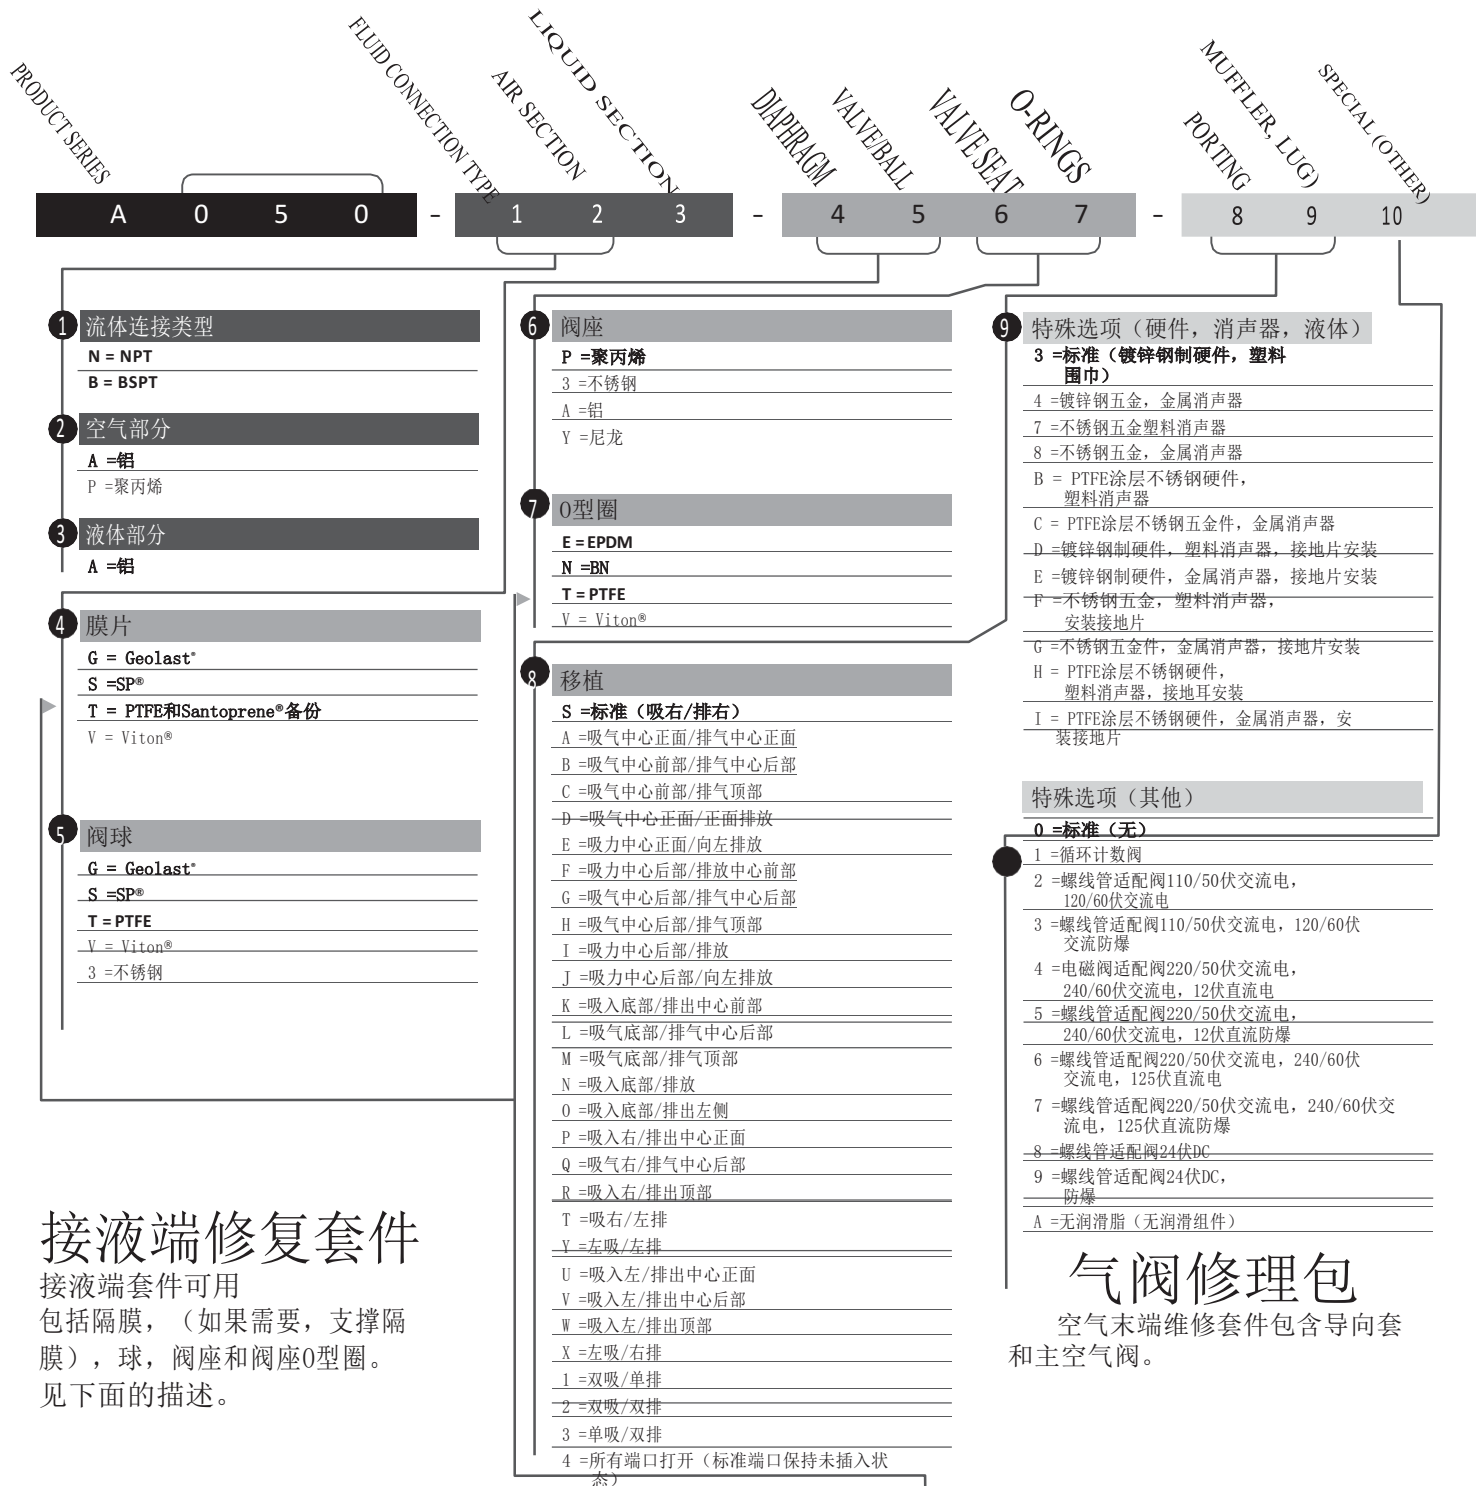 PRODUCT SERIES
FLUID CONNECTION TYPE
AIR SECTION
LIQUID SECTION
DIAPHRAGM
VALVE/BALL
VALVE SEAT
O-RINGS
PORTING
MUFFLER, LUG)
SPECIAL (OTHER)
A 0 5 0 - 1 2 3 - 4 5 6 7 - 8 9 10
1 流体连接类型
N = NPT
B = BSPT
2 空气部分
A =铝
P =聚丙烯
3 液体部分
A =铝
4 膜片
G = Geolast®
S =SP®
T = PTFE和Santoprene®备份
V = Viton®
5 阀球
G = Geolast®
S =SP®
T = PTFE
V = Viton®
3 =不锈钢
接液端修复套件
接液端套件可用
包括隔膜，（如果需要，支撑隔
膜），球，阀座和阀座O型圈。
见下面的描述。
6 阀座
P =聚丙烯
3 =不锈钢
A =铝
Y =尼龙
7 O型圈
E = EPDM
N =BN
T = PTFE
V = Viton®
8 移植
S =标准（吸右/排右）
A =吸气中心正面/排气中心正面
B =吸气中心前部/排气中心后部
C =吸气中心前部/排气顶部
D =吸气中心正面/正面排放
E =吸力中心正面/向左排放
F =吸力中心后部/排放中心前部
G =吸气中心后部/排气中心后部
H =吸气中心后部/排气顶部
I =吸力中心后部/排放
J =吸力中心后部/向左排放
K =吸入底部/排出中心前部
L =吸气底部/排气中心后部
M =吸气底部/排气顶部
N =吸入底部/排放
O =吸入底部/排出左侧
P =吸入右/排出中心正面
Q =吸气右/排气中心后部
R =吸入右/排出顶部
T =吸右/左排
Y =左吸/左排
U =吸入左/排出中心正面
V =吸入左/排出中心后部
W =吸入左/排出顶部
X =左吸/右排
1 =双吸/单排
2 =双吸/双排
3 =单吸/双排
4 =所有端口打开（标准端口保持未插入状
态）
9 特殊选项（硬件，消声器，液体）
3 =标准（镀锌钢制硬件，塑料
围巾）
4 =镀锌钢五金，金属消声器
7 =不锈钢五金塑料消声器
8 =不锈钢五金，金属消声器
B = PTFE涂层不锈钢硬件，
塑料消声器
C = PTFE涂层不锈钢五金件，金属消声器
D =镀锌钢制硬件，塑料消声器，接地片安装
E =镀锌钢制硬件，金属消声器，接地片安装
F =不锈钢五金，塑料消声器，
安装接地片
G =不锈钢五金件，金属消声器，接地片安装
H = PTFE涂层不锈钢硬件，
塑料消声器，接地耳安装
I = PTFE涂层不锈钢硬件，金属消声器，安
装接地片
特殊选项（其他）
0 =标准（无）
1 =循环计数阀
2 =螺线管适配阀110/50伏交流电，
120/60伏交流电
3 =螺线管适配阀110/50伏交流电，120/60伏
交流防爆
4 =电磁阀适配阀220/50伏交流电，
240/60伏交流电，12伏直流电
5 =螺线管适配阀220/50伏交流电，
240/60伏交流电，12伏直流防爆
6 =螺线管适配阀220/50伏交流电，240/60伏
交流电，125伏直流电
7 =螺线管适配阀220/50伏交流电，240/60伏交
流电，125伏直流防爆
8 =螺线管适配阀24伏DC
9 =螺线管适配阀24伏DC，
防爆
A =无润滑脂（无润滑组件）
气阀修理包
空气末端维修套件包含导向套
和主空气阀。